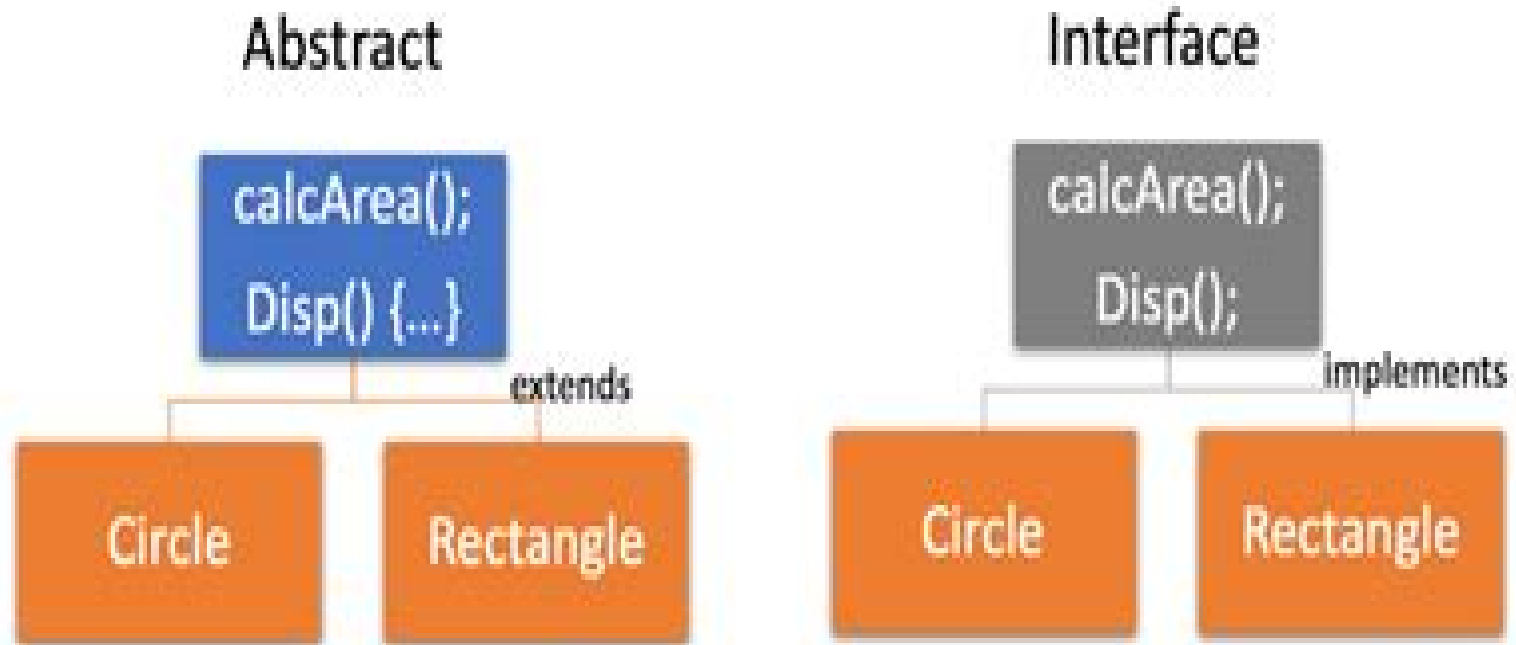 Abstract
calcArea();
Disp() {...}
extends
Circle
Rectangle
Interface
calcArea();
Disp();
implements
Circle
Rectangle